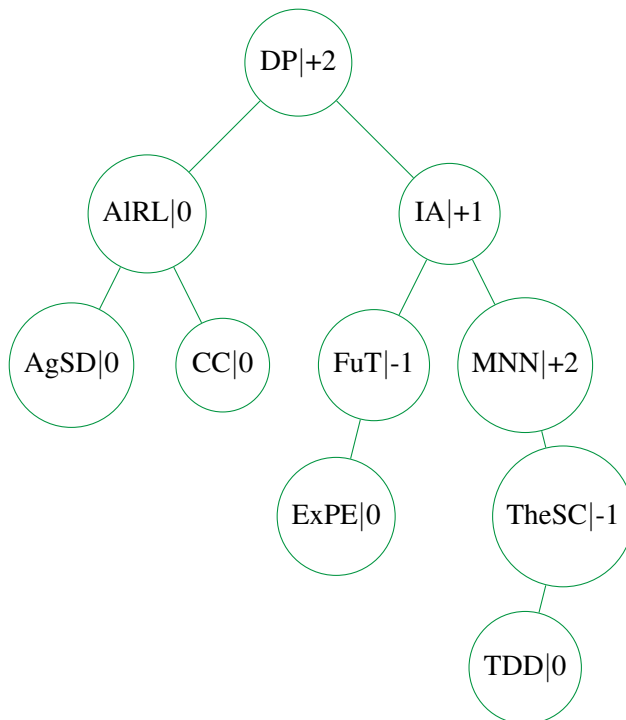 DP|+2
AlRL|0
IA|+1
AgSD|0
CC|0
FuT|-1
MNN|+2
ExPE|0
TheSC|-1
TDD|0